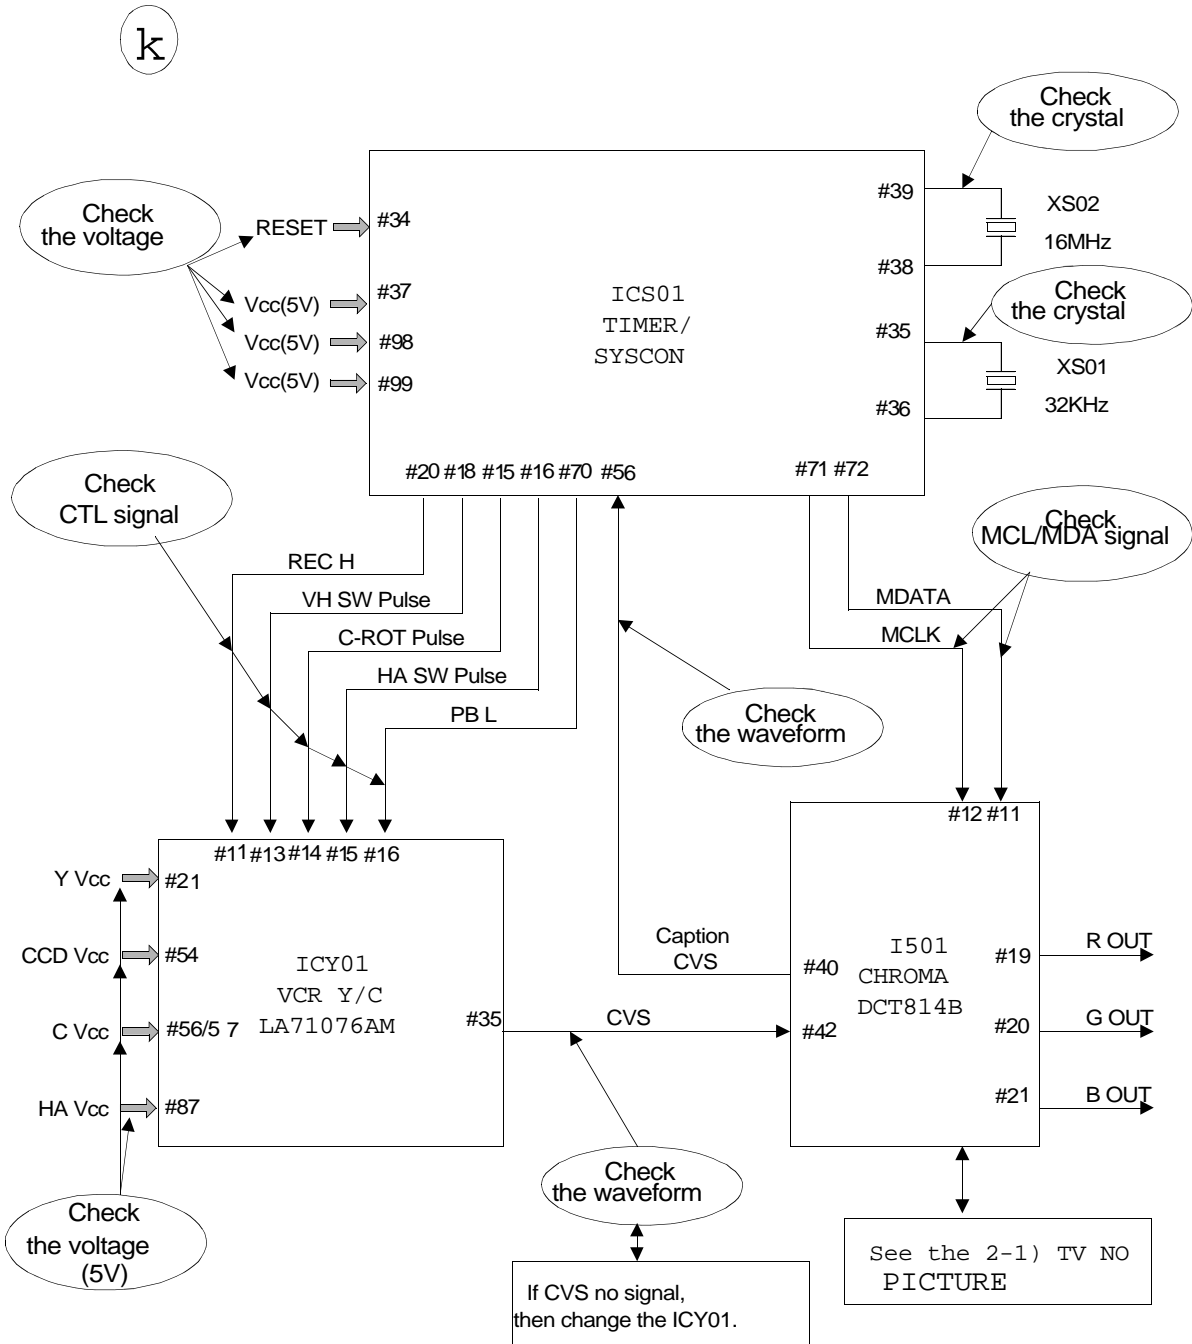 k
Check
the crystal
#39
XS02
16MHz
#38
Check
the voltage
RESET
#34
Vcc(5V)
#37
Vcc(5V)
#98
Vcc(5V)
#99
ICS01
TIMER/
SYSCON
Check
the crystal
#35
XS01
32KHz
#36
#20 #18 #15 #16 #70 #56
#71 #72
Check
CTL signal
Check
MCL/MDA signal
REC H
VH SW Pulse
C-ROT Pulse
HA SW Pulse
PB L
MDATA
MCLK
Check
the waveform
#12 #11
#11 #13 #14 #15 #16
Y Vcc
#21
CCD Vcc
#54
C Vcc
#56/5 7
HA Vcc
#87
ICY01
VCR Y/C
LA71076AM
#35
CVS
Caption
CVS
#40
#42
I501
CHROMA
DCT814B
#19
R OUT
#20
G OUT
#21
B OUT
Check
the voltage
(5V)
Check
the waveform
If CVS no signal,
then change the ICY01.
See the 2-1) TV NO
PICTURE